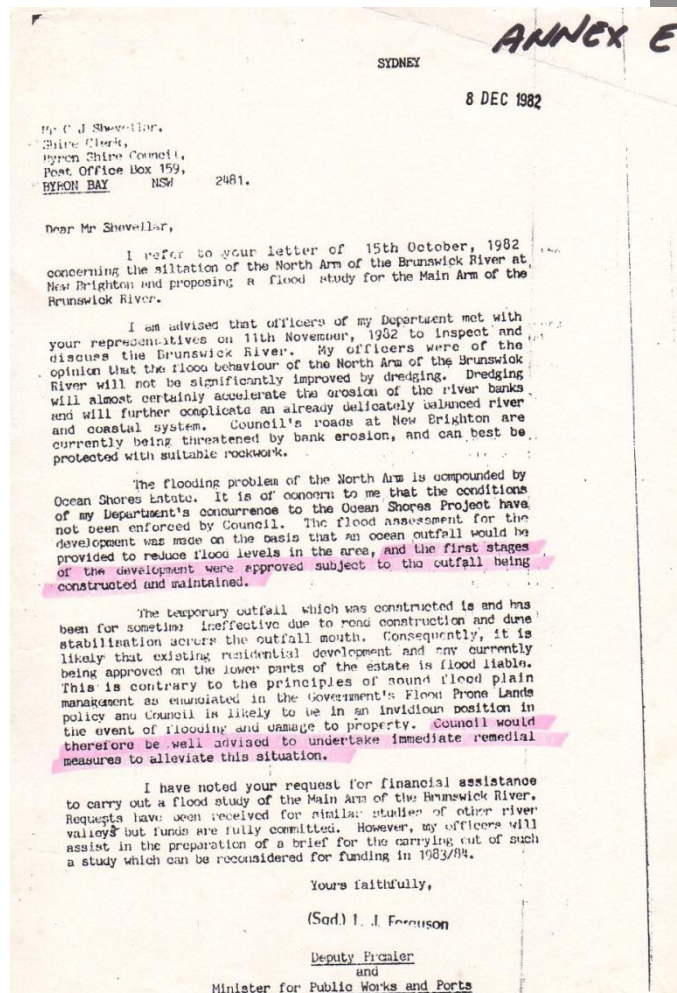 ANNEX E
SYDNEY
8 DEC 1982
Mr C J Shevellar,
Shire Clerk,
Byron Shire Council,
Post Office Box 159,
BYRON BAY NSW 2481.
Dear Mr Shevellar,
I refer to your letter of 15th October, 1982
concerning the siltation of the North Arm of the Brunswick River at
New Brighton and proposing a flood study for the Main Arm of the
Brunswick River.
I am advised that officers of my Department met with
your representatives on 11th November, 1982 to inspect and
discuss the Brunswick River. My officers were of the
opinion that the flood behaviour of the North Arm of the Brunswick
River will not be significantly improved by dredging. Dredging
will almost certainly accelerate the erosion of the river banks
and will further complicate an already delicately balanced river
and coastal system. Council's roads at New Brighton are
currently being threatened by bank erosion, and can best be
protected with suitable rockwork.
The flooding problem of the North Arm is compounded by
Ocean Shores Estate. It is of concern to me that the conditions
of my Department's concurrence to the Ocean Shores Project have
not been enforced by Council. The flood assessment for the
development was made on the basis that an ocean outfall would be
provided to reduce flood levels in the area, and the first stages
of the development were approved subject to the outfall being
constructed and maintained.
The temporary outfall which was constructed is and has
been for sometime ineffective due to road construction and dune
stabilisation across the outfall mouth. Consequently, it is
likely that existing residential development and any currently
being approved on the lower parts of the estate is flood liable.
This is contrary to the principles of sound flood plain
management as enunciated in the Government's Flood Prone Lands
policy and Council is likely to be in an invidious position in
the event of flooding and damage to property. Council would
therefore be well advised to undertake immediate remedial
measures to alleviate this situation.
I have noted your request for financial assistance
to carry out a flood study of the Main Arm of the Brunswick River.
Requests have been received for similar studies of other river
valleys but funds are fully committed. However, my officers will
assist in the preparation of a brief for the carrying out of such
a study which can be reconsidered for funding in 1983/84.
Yours faithfully,
(Sgd.) L. J. Ferguson
Deputy Premier
and
Minister for Public Works and Ports